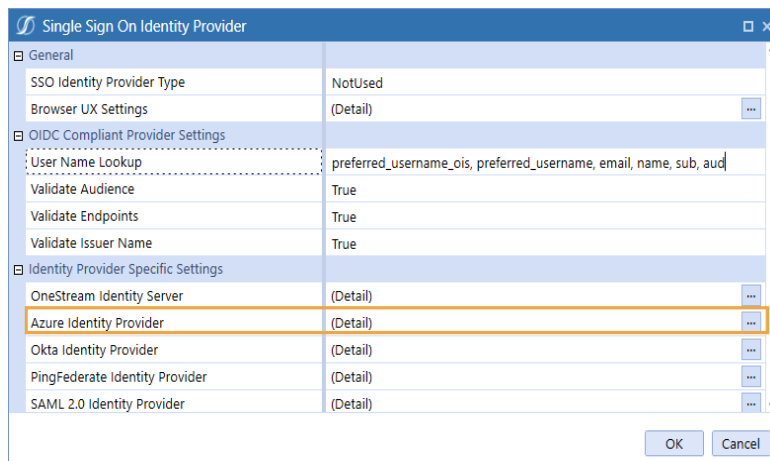 Single Sign On Identity Provider
General
SSO Identity Provider Type NotUsed
Browser UX Settings (Detail) ...
OIDC Compliant Provider Settings
User Name Lookup preferred_username_ois, preferred_username, email, name, sub, aud
Validate Audience True
Validate Endpoints True
Validate Issuer Name True
Identity Provider Specific Settings
OneStream Identity Server (Detail) ...
Azure Identity Provider (Detail) ...
Okta Identity Provider (Detail) ...
PingFederate Identity Provider (Detail) ...
SAML 2.0 Identity Provider (Detail) ...
OK Cancel